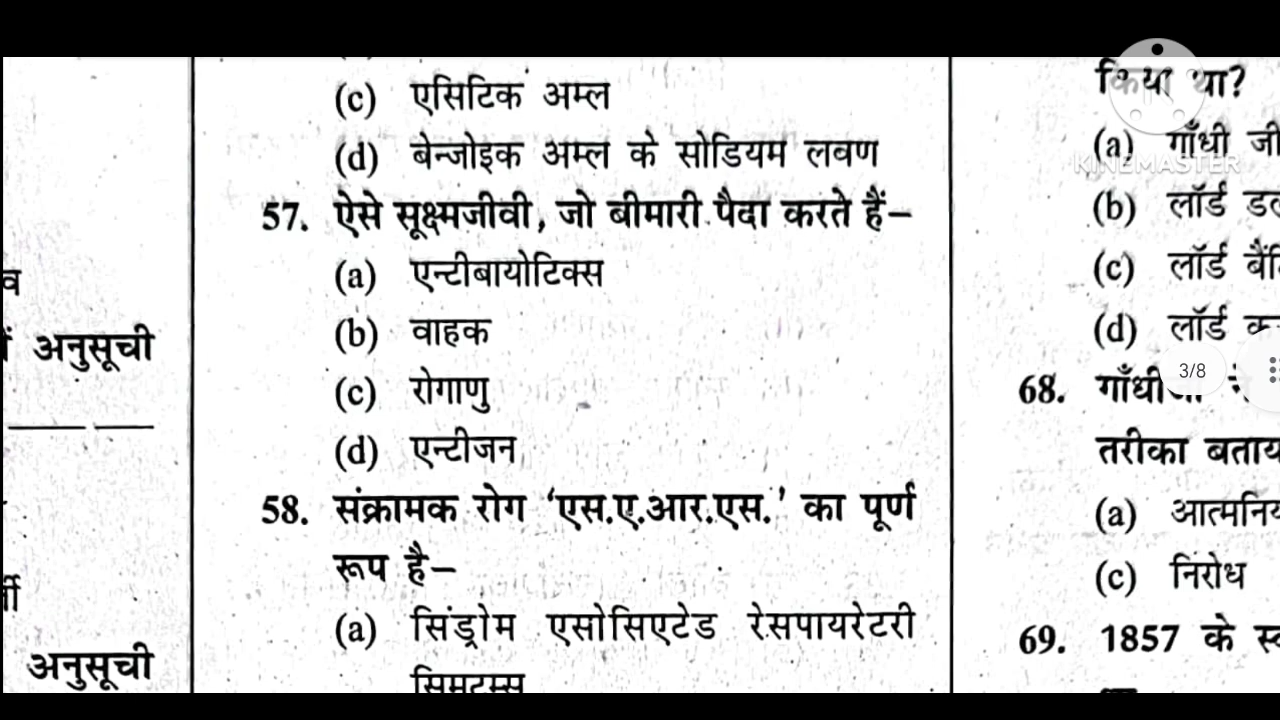 व
में अनुसूची
र्मी
अनुसूची
(c) एसिटिक अम्ल
(d) बेन्जोइक अम्ल के सोडियम लवण
57. ऐसे सूक्ष्मजीवी, जो बीमारी पैदा करते हैं–
(a) एन्टीबायोटिक्स
(b) वाहक
(c) रोगाणु
(d) एन्टीजन
58. संक्रामक रोग ‘एस.ए.आर.एस.’ का पूर्ण
रूप है–
(a) सिंड्रोम एसोसिएटेड रेसपायरेटरी
सिमटम्स
किया था?
KINEMASTER
(a) गाँधी जी
(b) लॉर्ड
(c) लॉर्ड
(d) लॉर्ड
3/8
68. गाँधीजी ने
तरीका
(a)
(c) निरोध
69. 1857 के